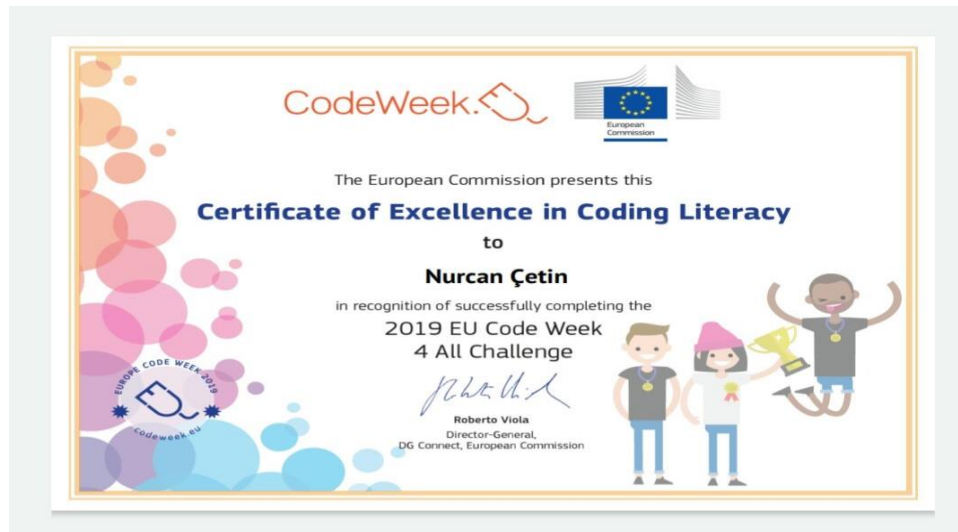 CodeWeek.EU
European
Commission
The European Commission presents this
Certificate of Excellence in Coding Literacy
to
Nurcan Çetin
in recognition of successfully completing the
2019 EU Code Week
4 All Challenge
Roberto Viola
Director-General,
DG Connect, European Commission
EUROPE CODE WEEK 2019
codeweek.eu